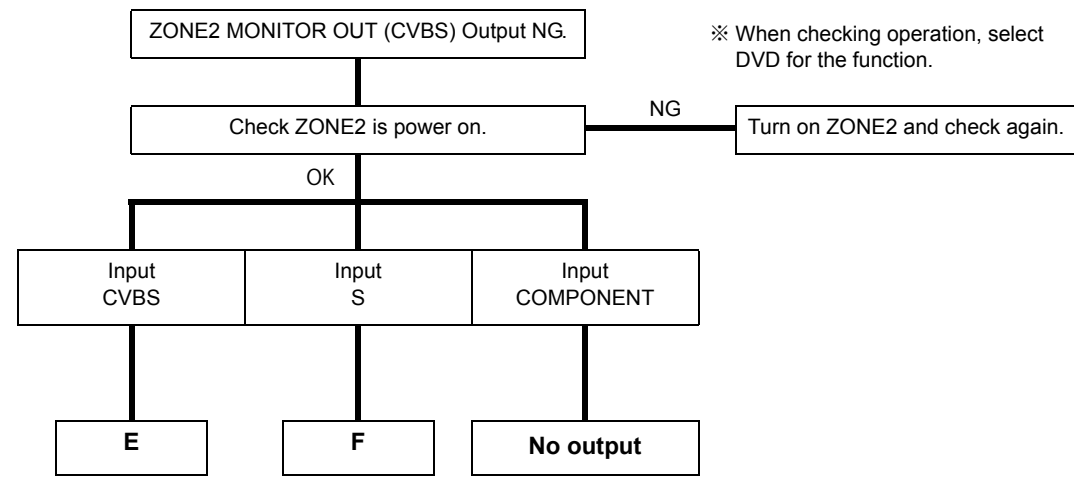 ZONE2 MONITOR OUT (CVBS) Output NG.
※ When checking operation, select
DVD for the function.
Check ZONE2 is power on.
NG
Turn on ZONE2 and check again.
OK
Input
CVBS
Input
S
Input
COMPONENT
E
F
No output